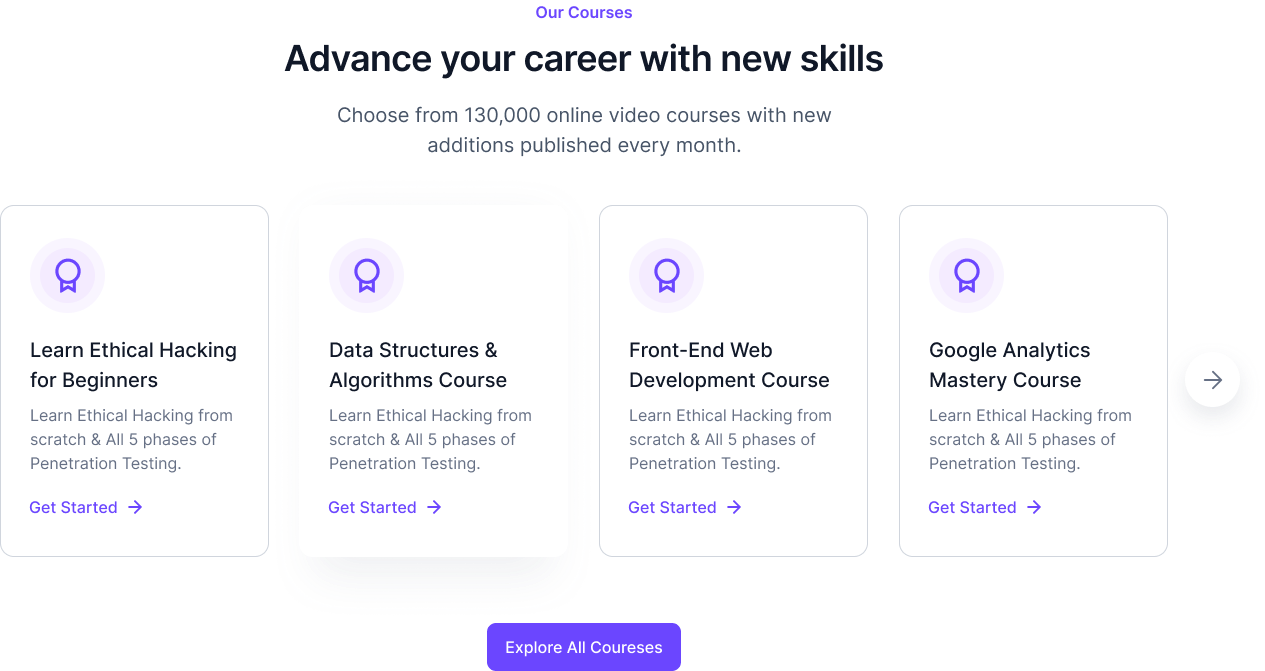 Our Courses
Advance your career with new skills
Choose from 130,000 online video courses with new
additions published every month.
Learn Ethical Hacking
for Beginners
Learn Ethical Hacking from
scratch & All 5 phases of
Penetration Testing.
Get Started
Data Structures &
Algorithms Course
Learn Ethical Hacking from
scratch & All 5 phases of
Penetration Testing.
Get Started
Front-End Web
Development Course
Learn Ethical Hacking from
scratch & All 5 phases of
Penetration Testing.
Get Started
Google Analytics
Mastery Course
Learn Ethical Hacking from
scratch & All 5 phases of
Penetration Testing.
Get Started
Explore All Coureses